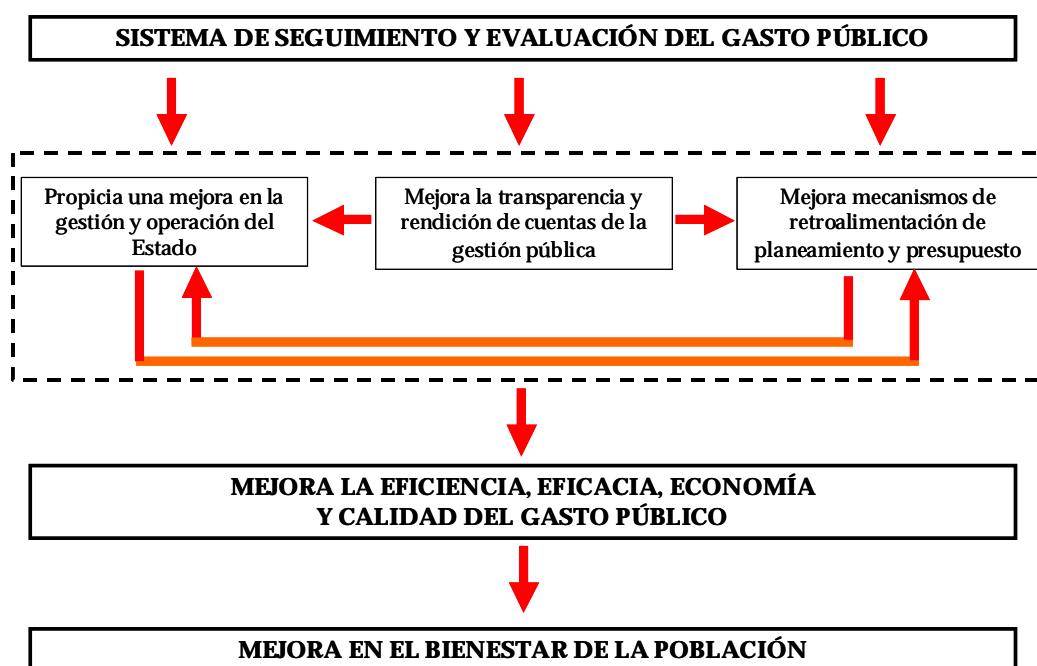 SISTEMA DE SEGUIMIENTO Y EVALUACIÓN DEL GASTO PÚBLICO
Propicia una mejora en la
gestión y operación del
Estado
Mejora la transparencia y
rendición de cuentas de la
gestión pública
Mejora mecanismos de
retroalimentación de
planeamiento y presupuesto
MEJORA LA EFICIENCIA, EFICACIA, ECONOMÍA
Y CALIDAD DEL GASTO PÚBLICO
MEJORA EN EL BIENESTAR DE LA POBLACIÓN